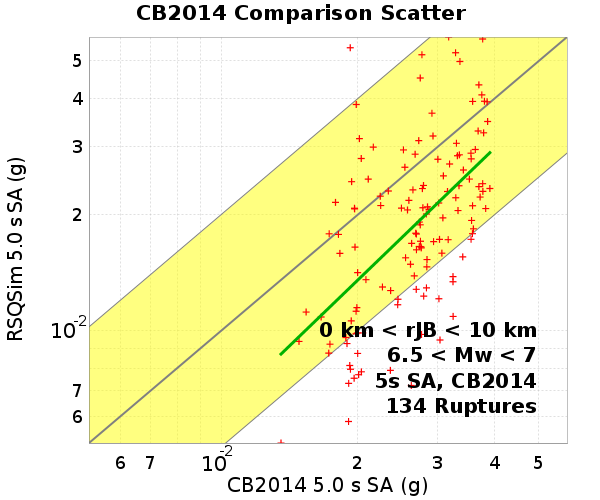 CB2014 Comparison Scatter
RSQSim 5.0 s SA (g)
5
4
3
2
10^-2
7
6
0 km < rJB < 10 km
6.5 < Mw < 7
5s SA, CB2014
134 Ruptures
6 7 10^-2 2 3 4 5
CB2014 5.0 s SA (g)